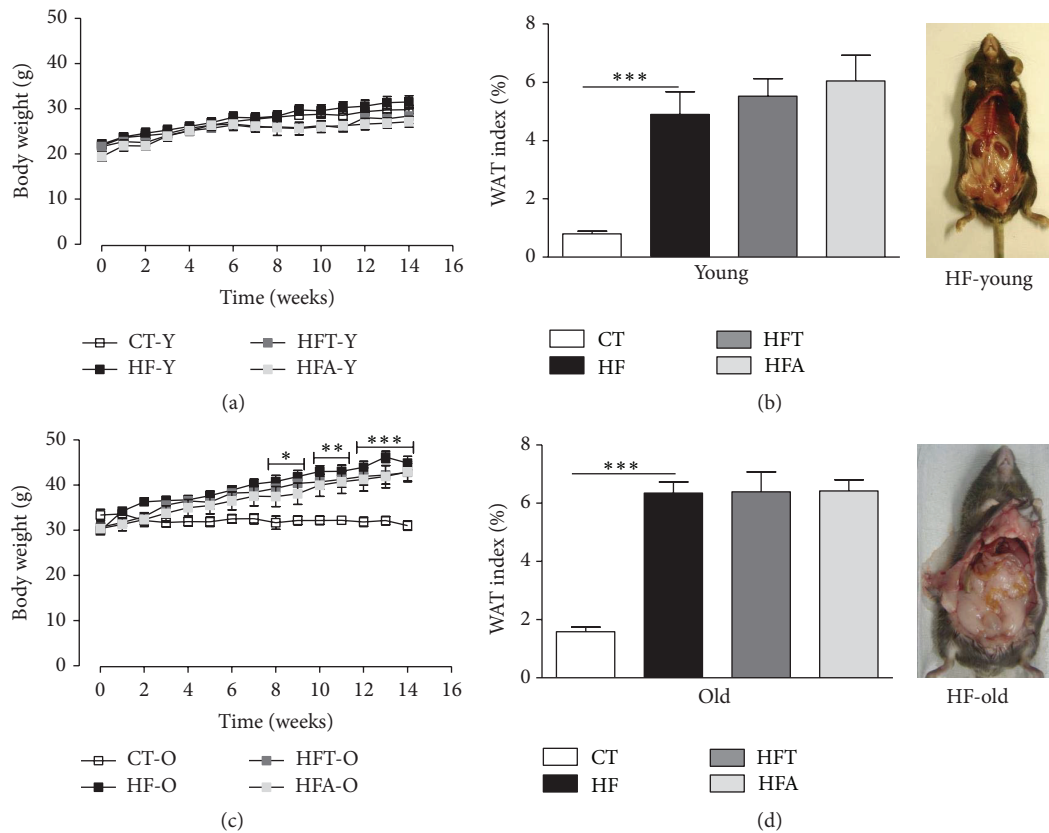 50
40
30
20
10
0
Body weight (g)
0 2 4 6 8 10 12 14 16
Time (weeks)
CT-Y
HF-Y
HFT-Y
HFA-Y
(a)
8
6
4
2
0
WAT index (%)
***
Young
CT
HF
HFT
HFA
HF-young
(b)
50
40
30
20
10
0
Body weight (g)
* ** ***
0 2 4 6 8 10 12 14 16
Time (weeks)
CT-O
HF-O
HFT-O
HFA-O
(c)
8
6
4
2
0
WAT index (%)
***
Old
CT
HF
HFT
HFA
HF-old
(d)